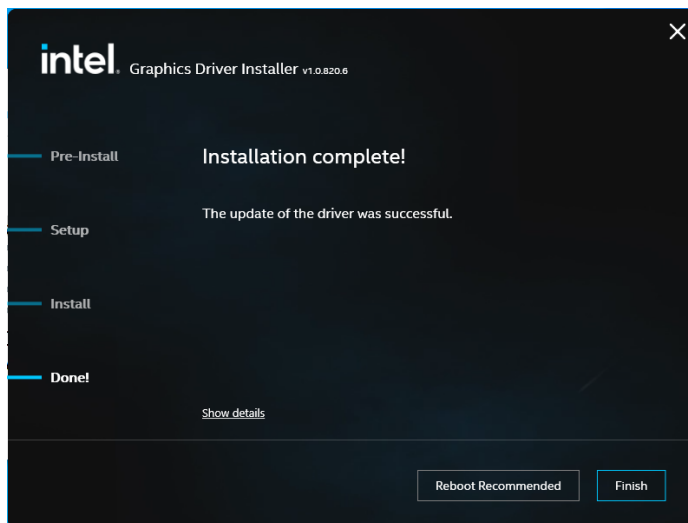 intel. Graphics Driver Installer v1.0.820.6
Pre-Install
Installation complete!
The update of the driver was successful.
Setup
Install
Done!
Show details
Reboot Recommended
Finish